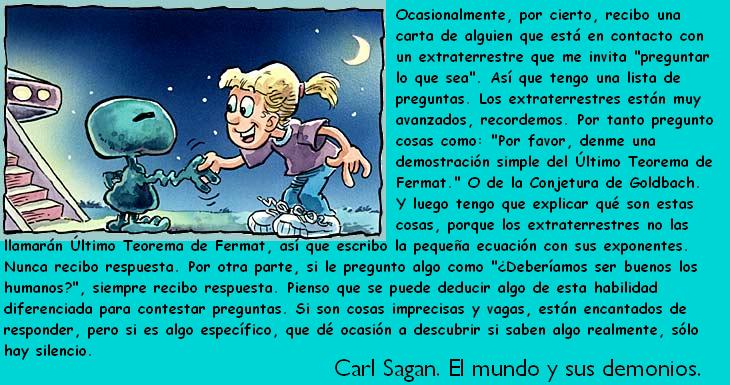 Ocasionalmente, por cierto, recibo una
carta de alguien que está en contacto con
un extraterrestre que me invita "preguntar
lo que sea". Así que tengo una lista de
preguntas. Los extraterrestres están muy
avanzados, recordemos. Por tanto pregunto
cosas como: "Por favor, denme una
demostración simple del Último Teorema de
Fermat." O de la Conjetura de Goldbach.
Y luego tengo que explicar qué son estas
cosas, porque los extraterrestres no las
llamarán Último Teorema de Fermat, así que escribo la pequeña ecuación con sus exponentes.
Nunca recibo respuesta. Por otra parte, si le pregunto algo como "¿Deberíamos ser buenos los
humanos?", siempre recibo respuesta. Pienso que se puede deducir algo de esta habilidad
diferenciada para contestar preguntas. Si son cosas imprecisas y vagas, están encantados de
responder, pero si es algo específico, que dé ocasión a descubrir si saben algo realmente, sólo
hay silencio.
Carl Sagan. El mundo y sus demonios.